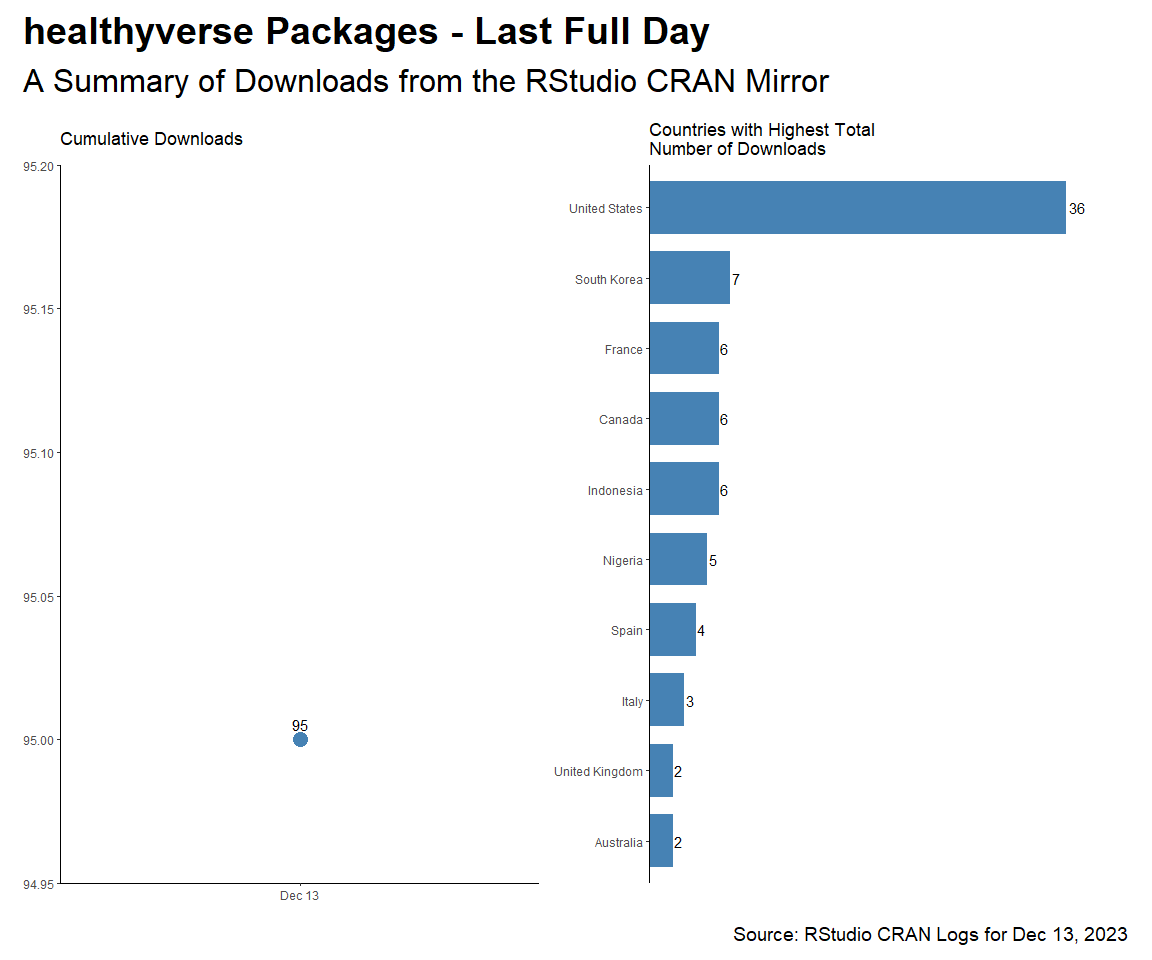 healthyverse Packages - Last Full Day
A Summary of Downloads from the RStudio CRAN Mirror
Cumulative Downloads
95.20
95.15
95.10
95.05
95.00
94.95
95
Dec 13
Countries with Highest Total
Number of Downloads
United States 36
South Korea 7
France 6
Canada 6
Indonesia 6
Nigeria 5
Spain 4
Italy 3
United Kingdom 2
Australia 2
Source: RStudio CRAN Logs for Dec 13, 2023